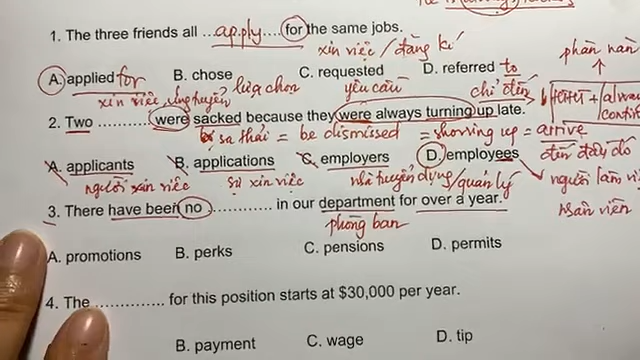 1. The three friends all ...apply.... for the same jobs.
xin việc / đăng kí
A. applied for B. chose C. requested D. referred to
xin việc, ứng tuyển lựa chọn yêu cầu chỉ đến
phàn nàn
2. Two ............ were sacked because they were always turning up late.
sa thải = be dismissed = showing up = arrive
A. applicants B. applications C. employers D. employees
người xin việc sự xin việc nhà tuyển dụng/quản lý
đến đây đó
người làm
nhân viên
3. There have been no .............. in our department for over a year.
phòng ban
A. promotions B. perks C. pensions D. permits
4. The .............. for this position starts at $30,000 per year.
B. payment C. wage D. tip